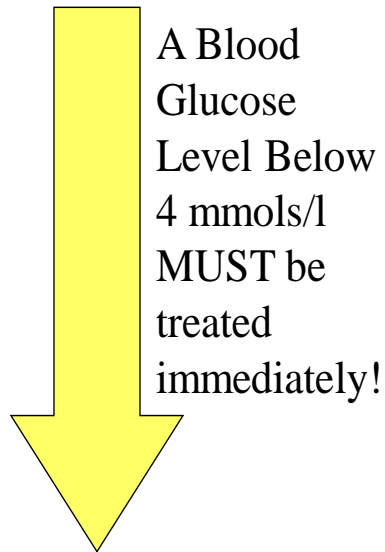 A Blood
Glucose
Level Below
4 mmols/l
MUST be
treated
immediately!